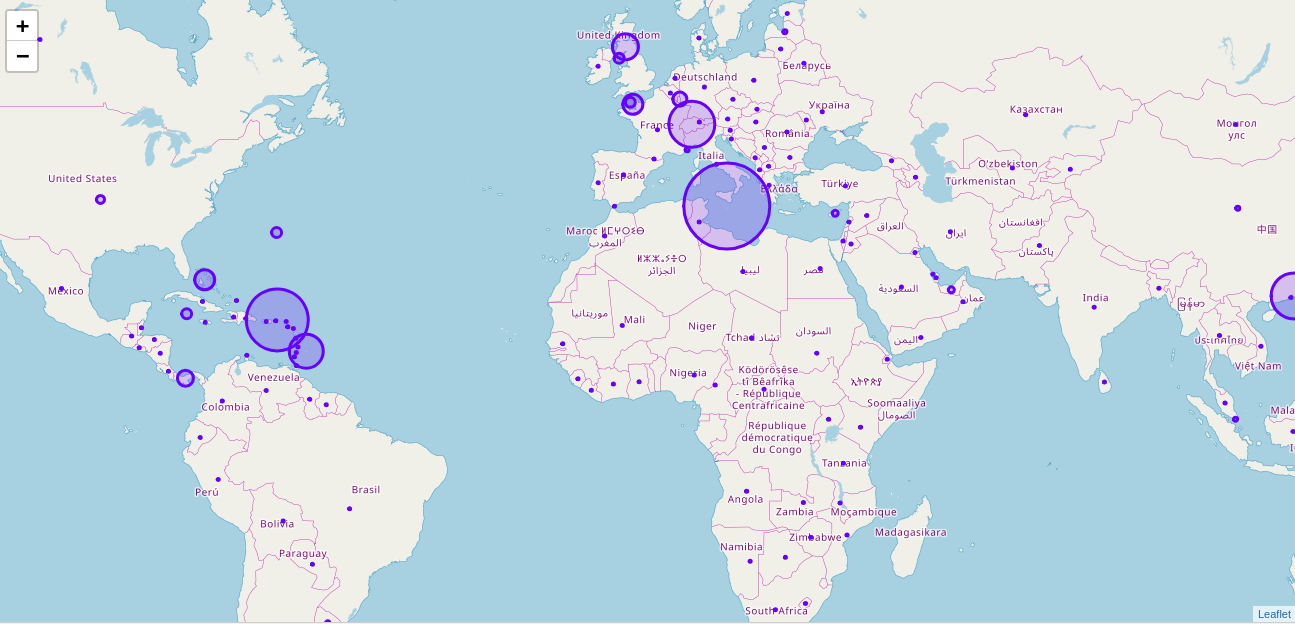 +
−
United Kingdom
Беларусь
Deutschland
Україна
Казахстан
France
România
Монгол
улс
Italia
O'zbekiston
United States
España
Türkiye
Türkmenistan
Ελλάδα
افغانستان
Maroc ⵍⵎⵖⵔⵉⴱ
المغرب
العراق
ایران
中国
پاکستان
الجزائر
ليبيا
مصر
السعودية
عمان
México
India
موريتانيا
Mali
Niger
Tchad تشاد
السودان
اليمن
ประเทศไทย
Việt Nam
Venezuela
Nigeria
Ködörösêse
tî Bêafrîka
- République
Centrafricaine
ኢትዮጵያ
Colombia
Soomaaliya
الصومال
Mala
République
démocratique
du Congo
Tanzania
Perú
Brasil
Angola
Zambia
Moçambique
Bolivia
Madagasikara
Zimbabwe
Namibia
Paraguay
South Africa
Leaflet